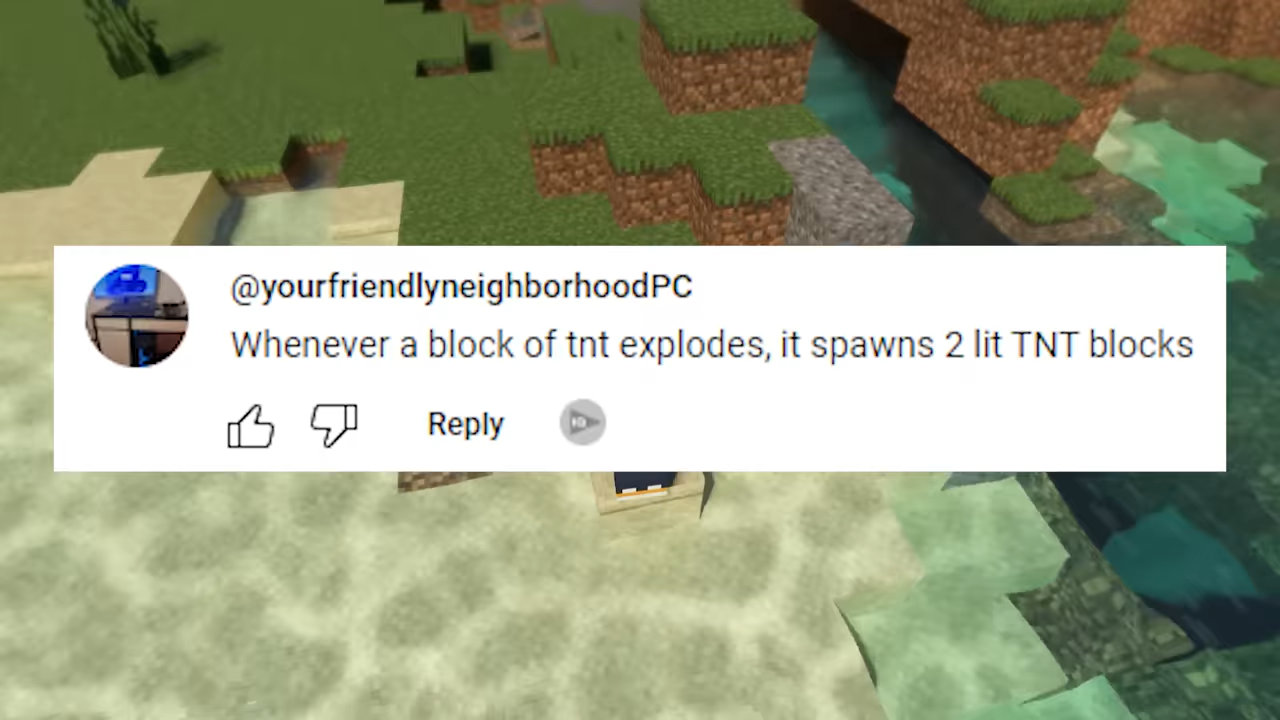 @yourfriendlyneighborhoodPC
Whenever a block of tnt explodes, it spawns 2 lit TNT blocks
Reply